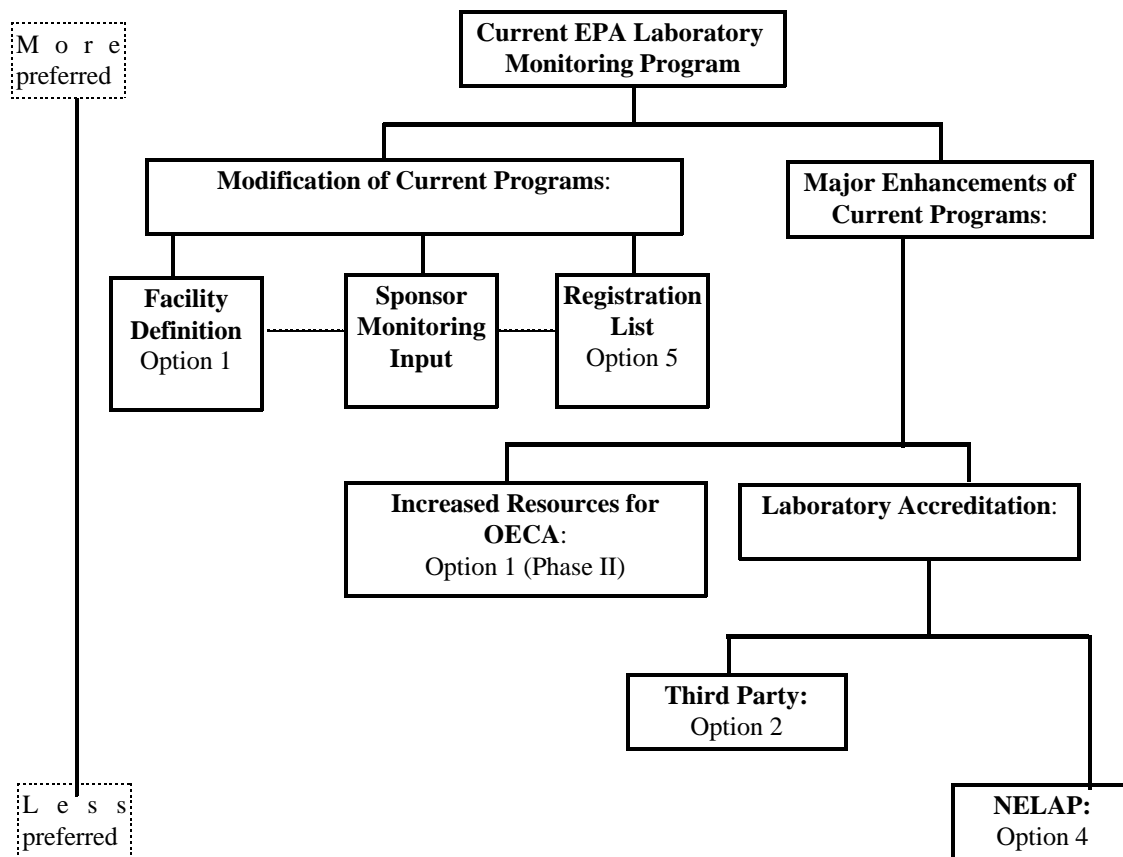 M o r e
preferred
Current EPA Laboratory
Monitoring Program
Modification of Current Programs:
Major Enhancements of
Current Programs:
Facility
Definition
Option 1
Sponsor
Monitoring
Input
Registration
List
Option 5
Increased Resources for
OECA:
Option 1 (Phase II)
Laboratory Accreditation:
Third Party:
Option 2
L e s s
preferred
NELAP:
Option 4